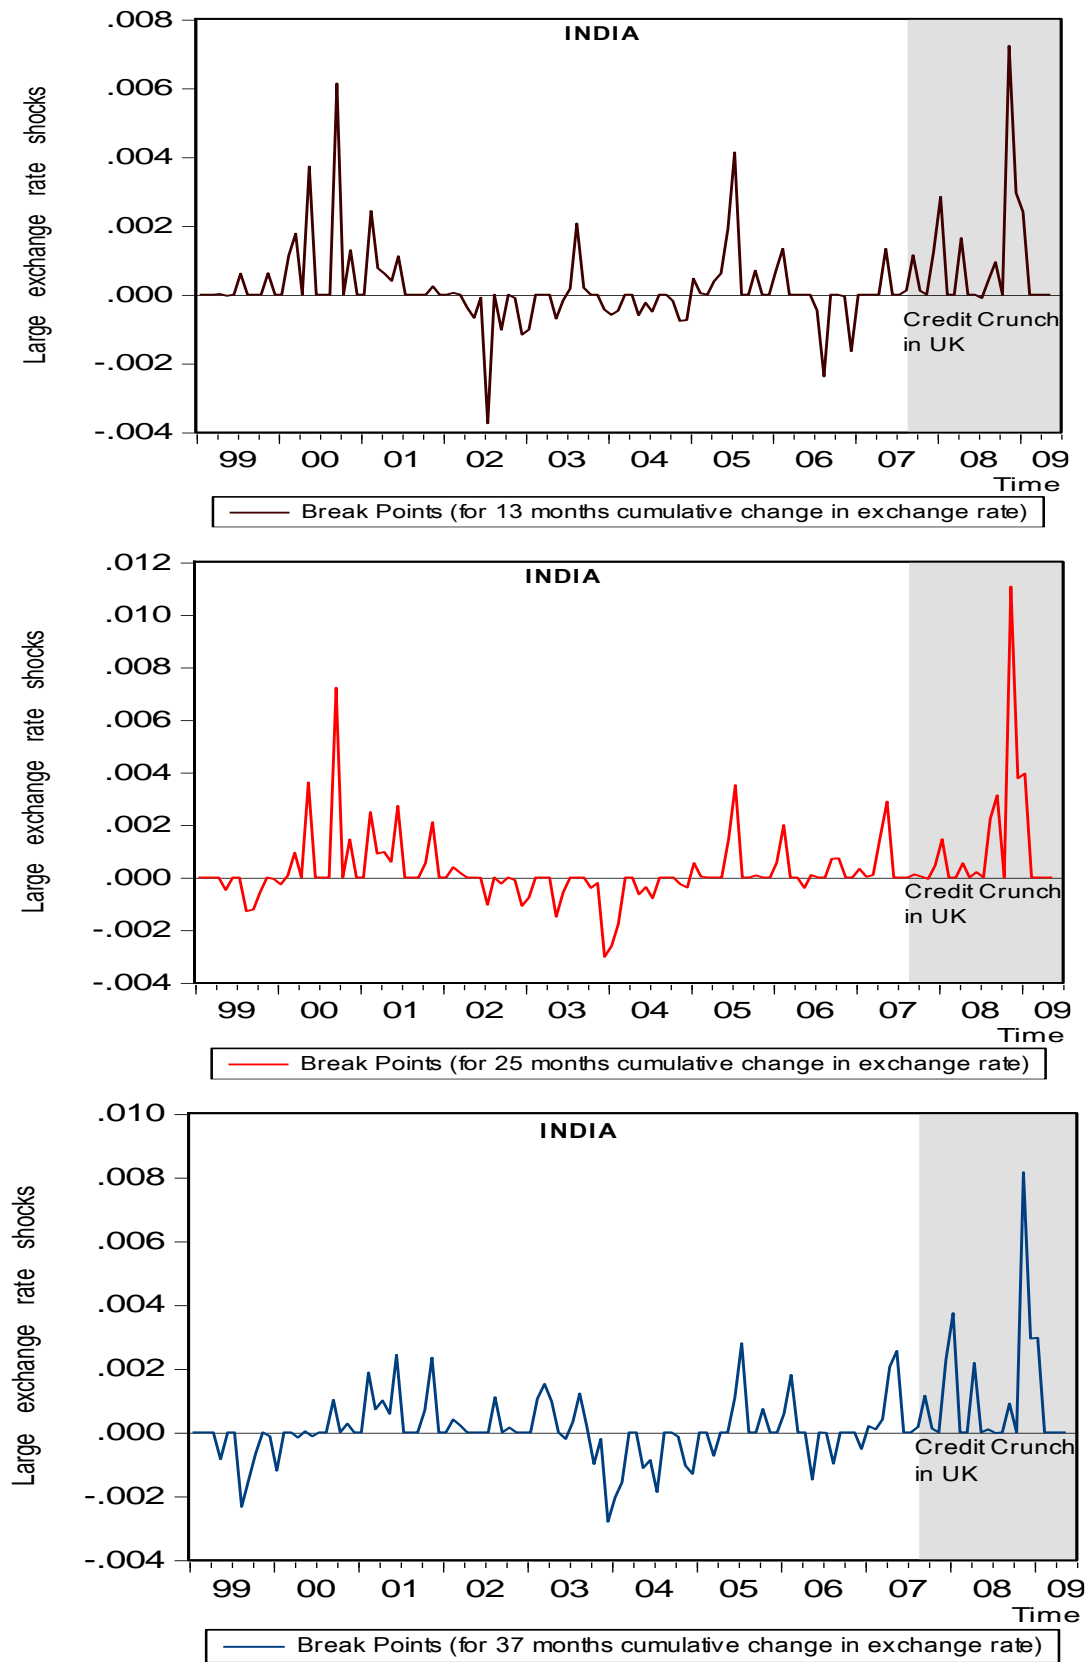 .008
INDIA
.006
.004
.002
.000
-.002
-.004
Large exchange rate shocks
Credit Crunch
in UK
99 00 01 02 03 04 05 06 07 08 09
Time
Break Points (for 13 months cumulative change in exchange rate)
.012
INDIA
.010
.008
.006
.004
.002
.000
-.002
-.004
Large exchange rate shocks
Credit Crunch
in UK
99 00 01 02 03 04 05 06 07 08 09
Time
Break Points (for 25 months cumulative change in exchange rate)
.010
INDIA
.008
.006
.004
.002
.000
-.002
-.004
Large exchange rate shocks
Credit Crunch
in UK
99 00 01 02 03 04 05 06 07 08 09
Time
Break Points (for 37 months cumulative change in exchange rate)